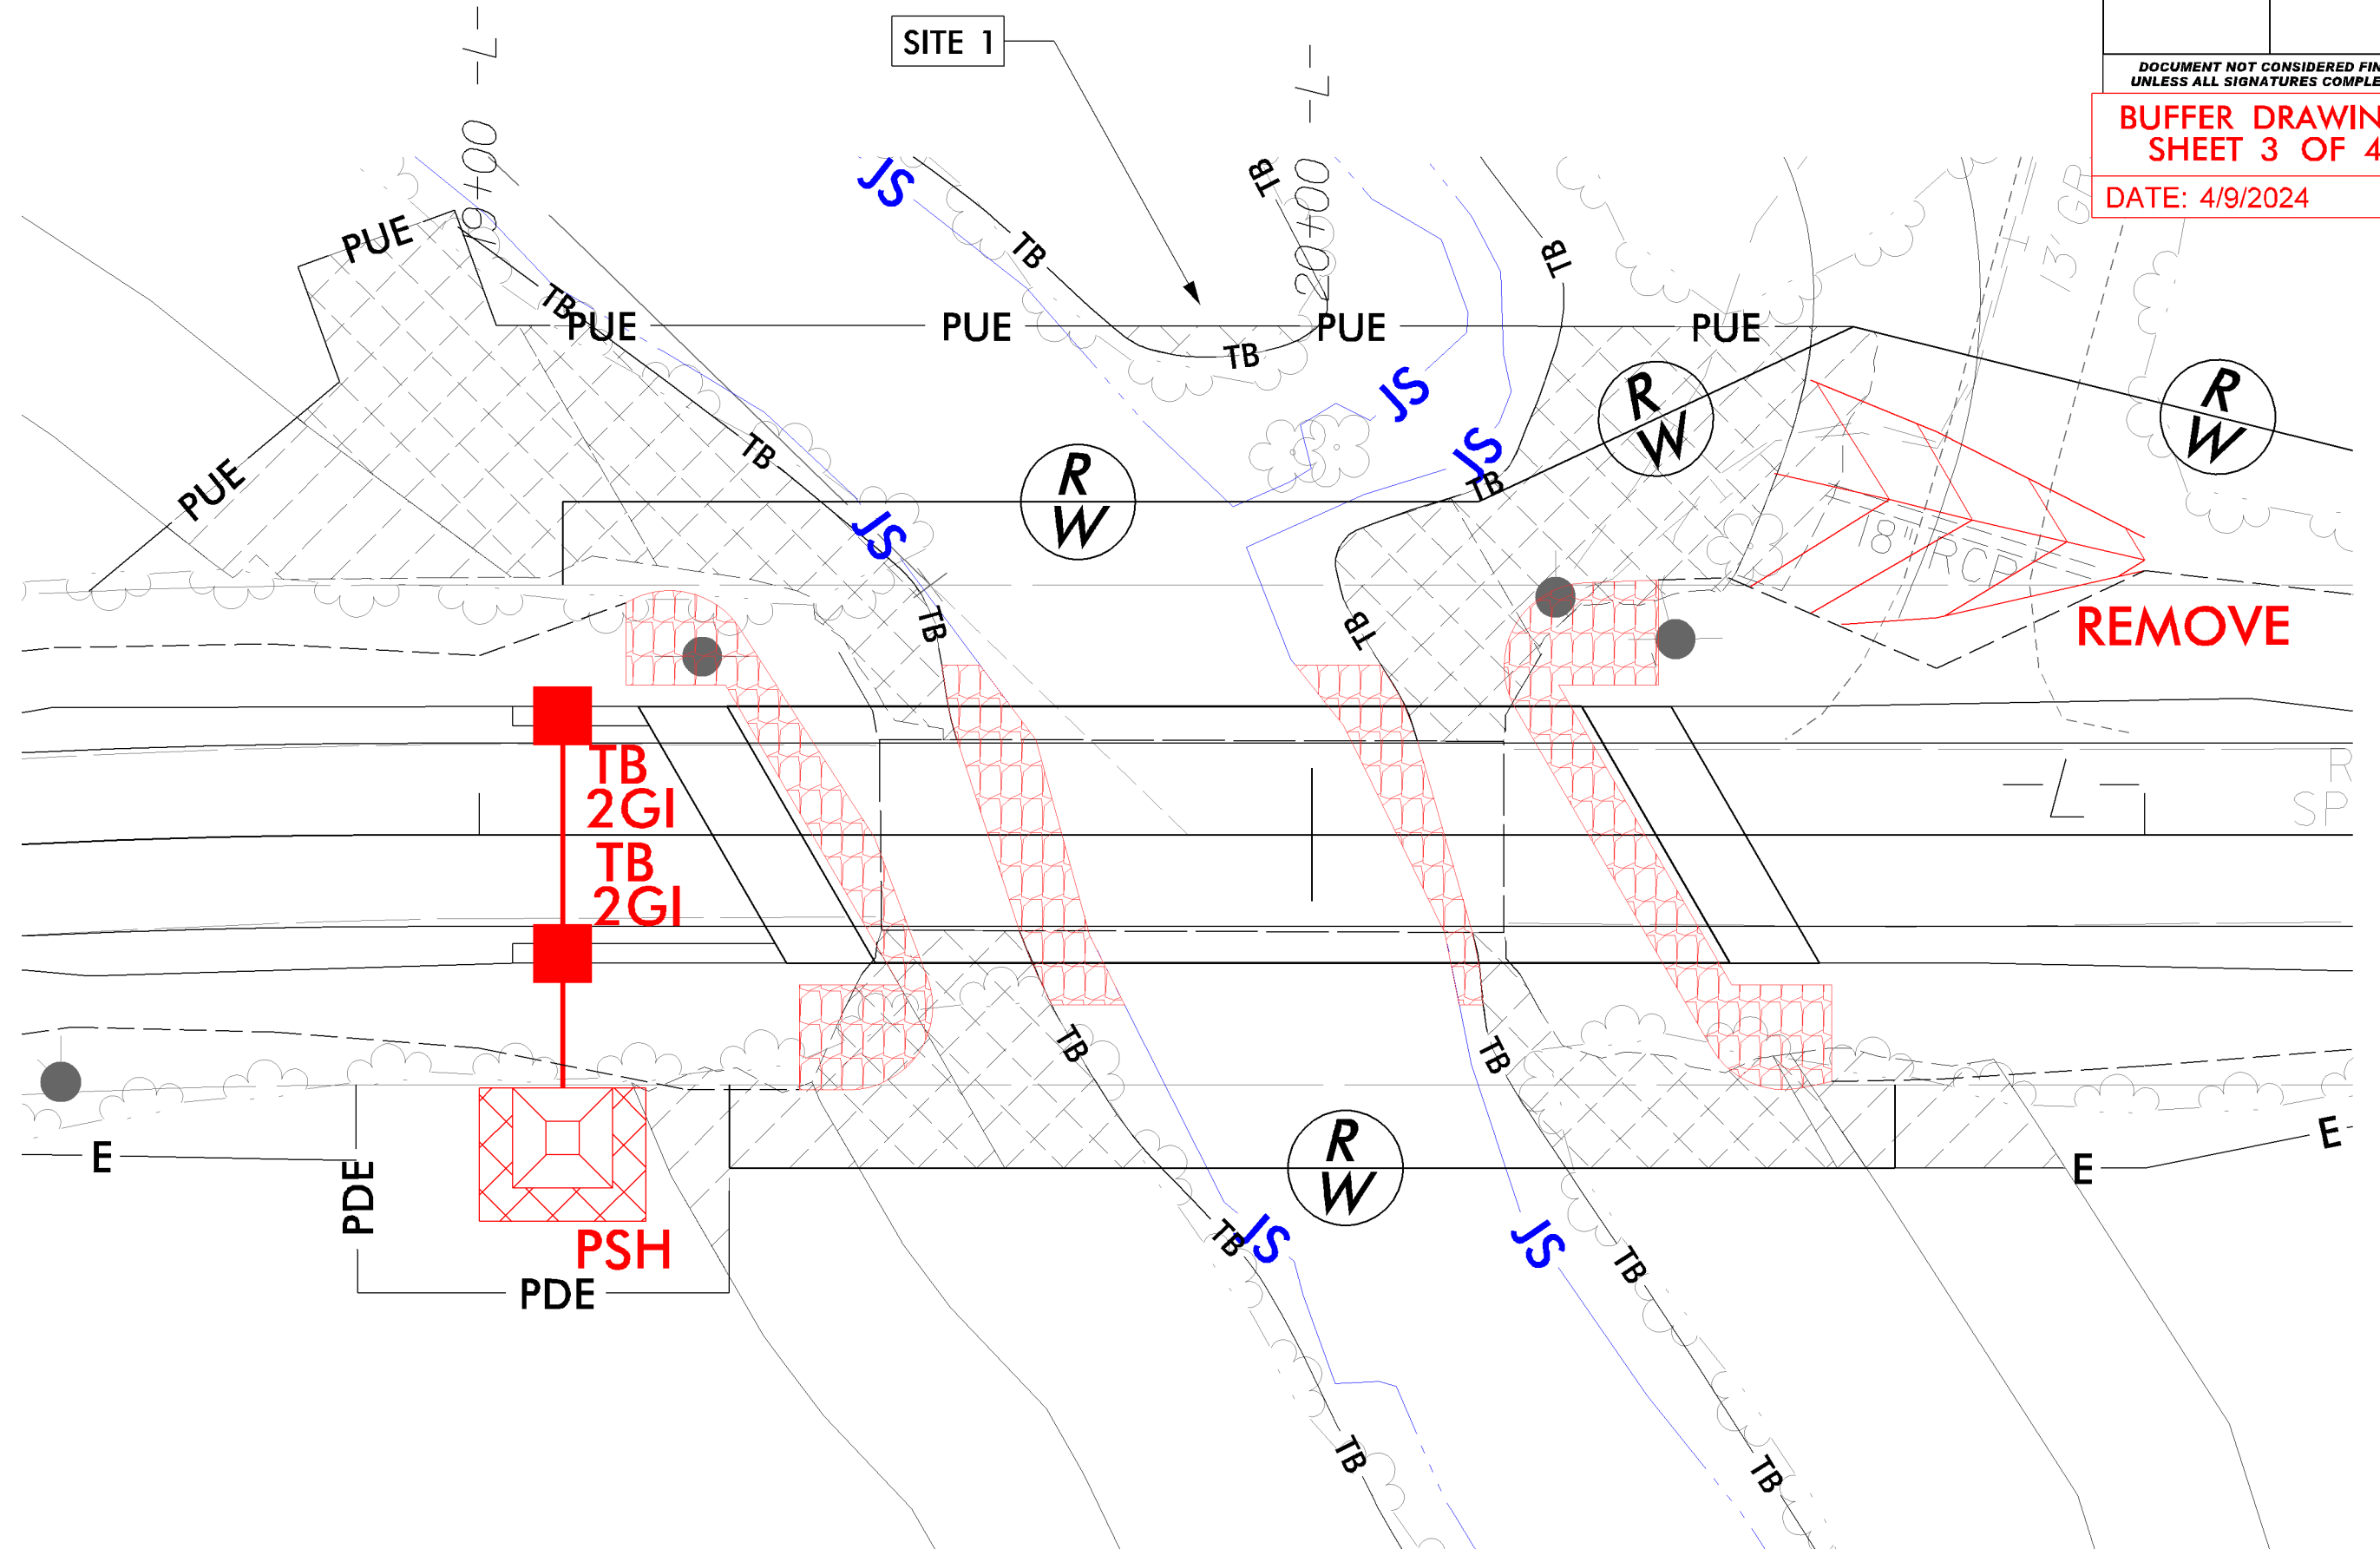 SITE 1
DOCUMENT NOT CONSIDERED FIN
UNLESS ALL SIGNATURES COMPLE
BUFFER DRAWIN
SHEET 3 OF 4
DATE: 4/9/2024
-L-
19+00
-L-
20+00
JS
TB
TB
TB
13' GR
PUE
TB
PUE
PUE
PUE
PUE
TB
JS
R
W
R
W
TB
JS
R
W
TB
PUE
JS
18" RCP
TB
TB
REMOVE
TB
2GI
R
-L-
SP
TB
2GI
TB
TB
E
PDE
R
W
E
E
PSH
TB
JS
JS
TB
PDE
TB
TB